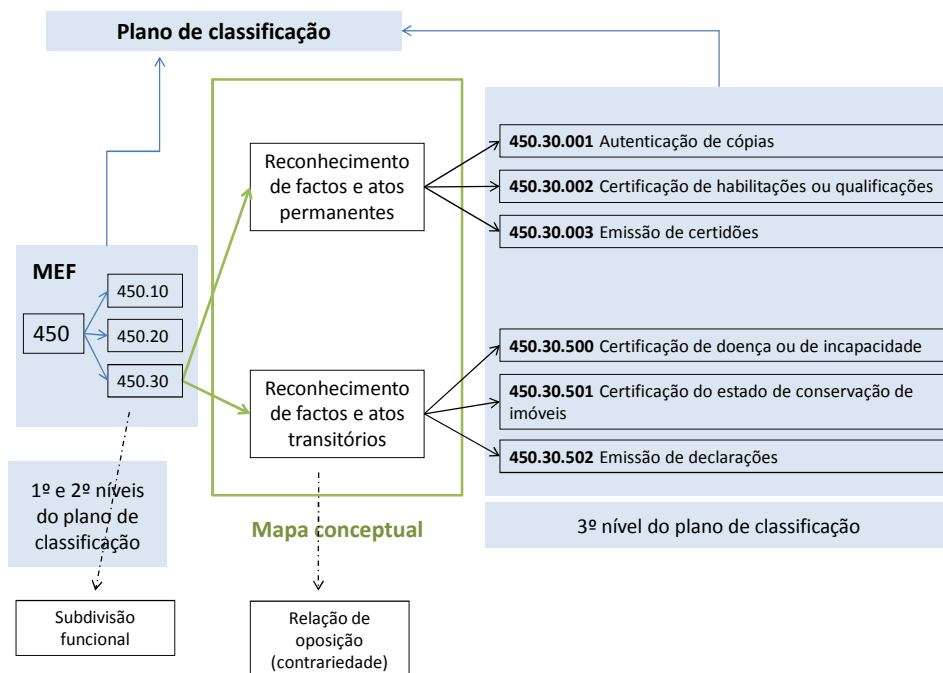 Plano de classificação
MEF
450
450.10
450.20
450.30
1º e 2º níveis
do plano de
classificação
Subdivisão
funcional
Reconhecimento
de factos e atos
permanentes
Reconhecimento
de factos e atos
transitórios
Mapa conceptual
Relação de
oposição
(contrariedade)
450.30.001 Autenticação de cópias
450.30.002 Certificação de habilitações ou qualificações
450.30.003 Emissão de certidões
450.30.500 Certificação de doença ou de incapacidade
450.30.501 Certificação do estado de conservação de
imóveis
450.30.502 Emissão de declarações
3º nível do plano de classificação